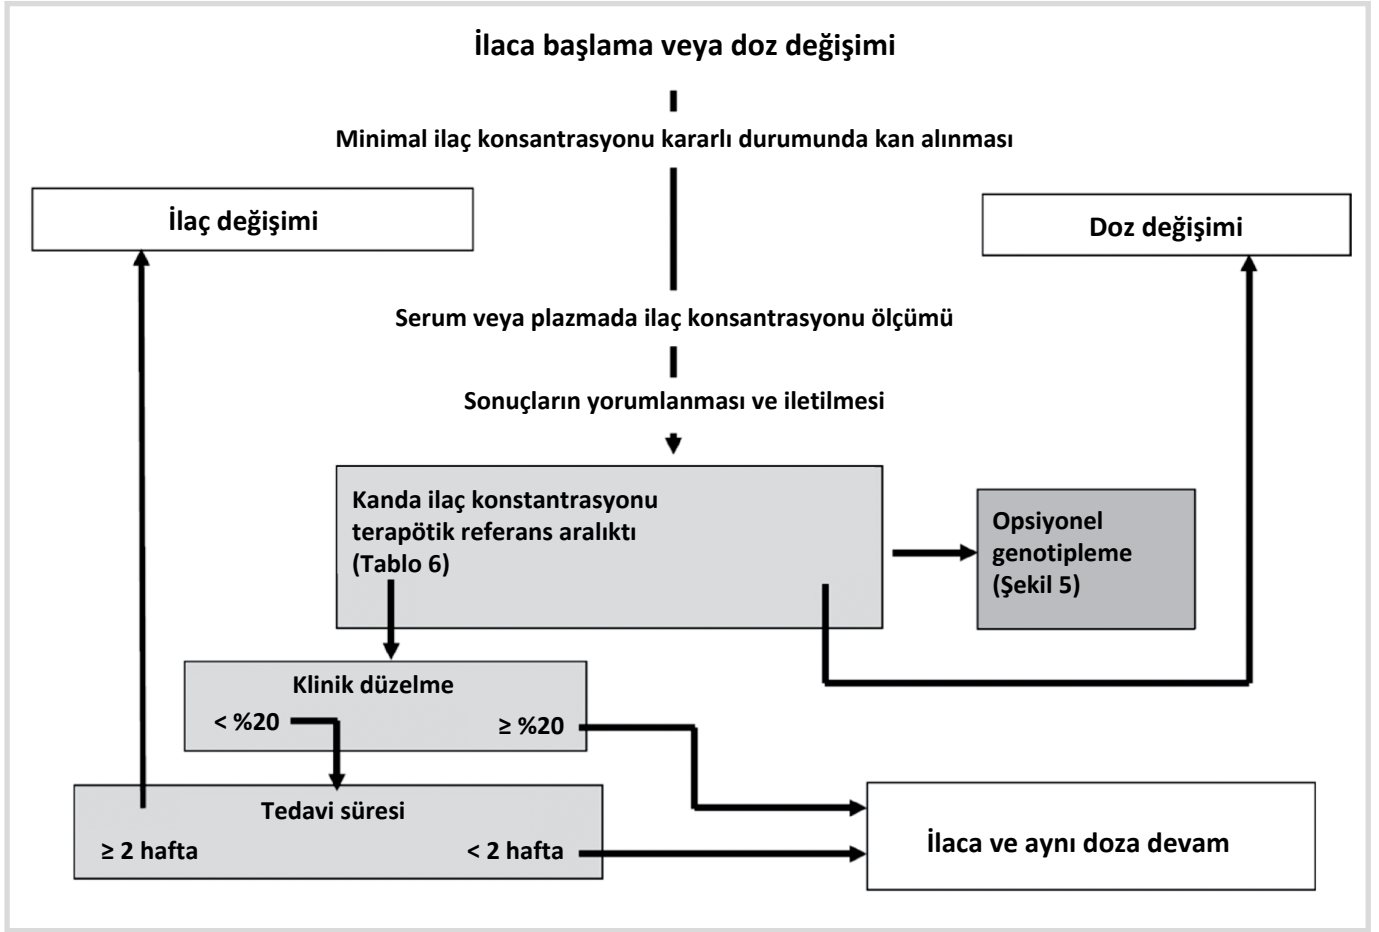 İlaca başlama veya doz değişimi
Minimal ilaç konsantrasyonu kararlı durumunda kan alınması
İlaç değişimi
Doz değişimi
Serum veya plazmada ilaç konsantrasyonu ölçümü
Sonuçların yorumlanması ve iletilmesi
Kanda ilaç konstantrasyonu
terapötik referans aralıktı
(Tablo 6)
Opsiyonel
genotipleme
(Şekil 5)
Klinik düzelme
< %20
≥ %20
Tedavi süresi
≥ 2 hafta
< 2 hafta
İlaca ve aynı doza devam